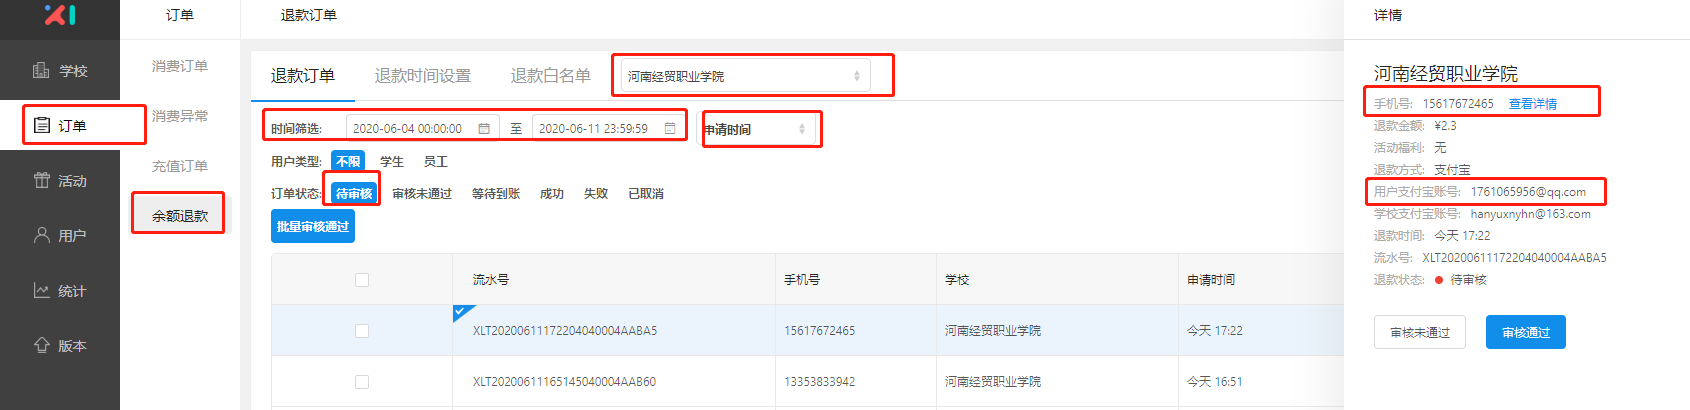 订单
退款订单
详情
学校
订单
活动
用户
统计
版本
消费订单
消费异常
充值订单
余额退款
退款订单 退款时间设置 退款白名单 河南经贸职业学院
时间筛选: 2020-06-04 00:00:00 至 2020-06-11 23:59:59 申请时间
用户类型: 不限 学生 员工
订单状态: 待审核 审核未通过 等待到账 成功 失败 已取消
批量审核通过
流水号 手机号 学校 申请时间
XLT20200611172204040004AABA5 15617672465 河南经贸职业学院 今天 17:22
XLT20200611165145040004AAB60 13353833942 河南经贸职业学院 今天 16:51
河南经贸职业学院
手机号: 15617672465 查看详情
退款金额: ¥2.3
活动福利: 无
退款方式: 支付宝
用户支付宝账号: 1761065956@qq.com
学校支付宝账号: hanyuxnyhn@163.com
退款时间: 今天 17:22
流水号: XLT20200611172204040004AABA5
退款状态: 待审核
审核未通过 审核通过